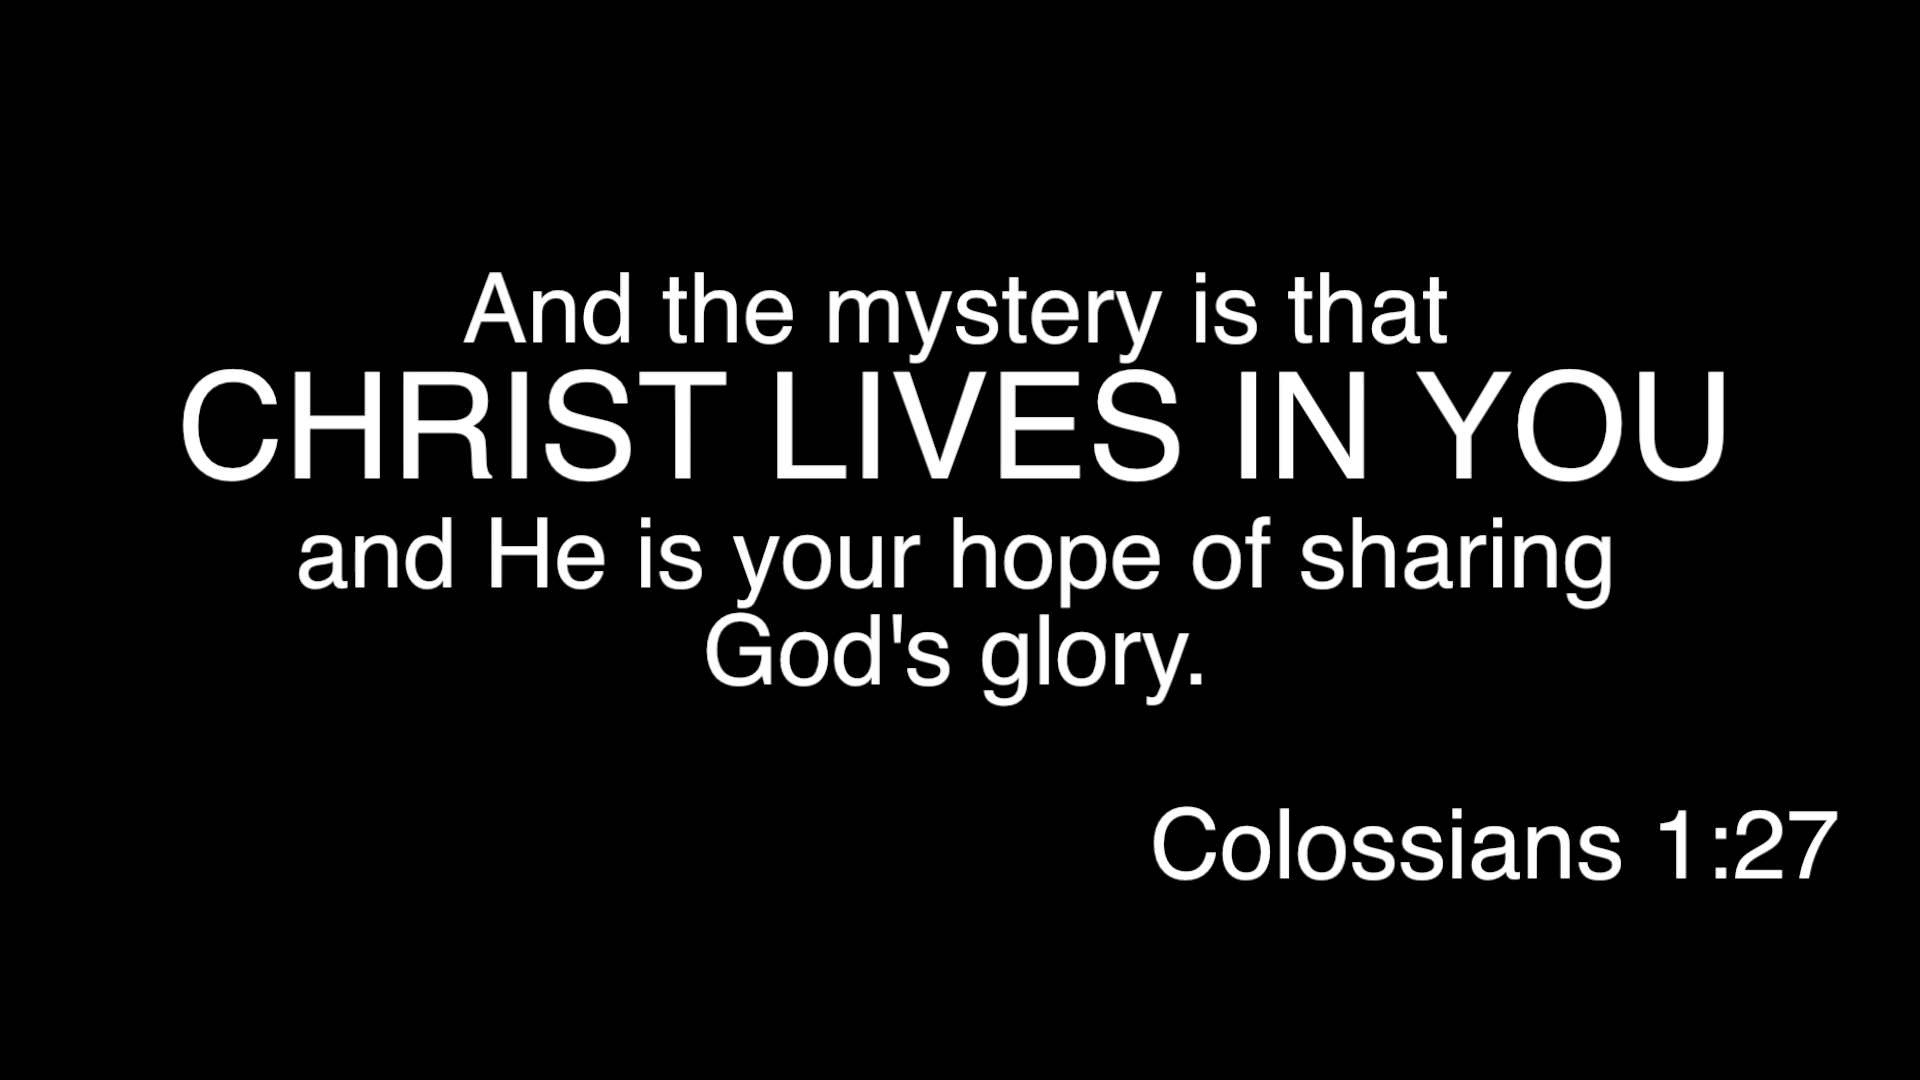 And the mystery is that
CHRIST LIVES IN YOU
and He is your hope of sharing
God's glory.
Colossians 1:27